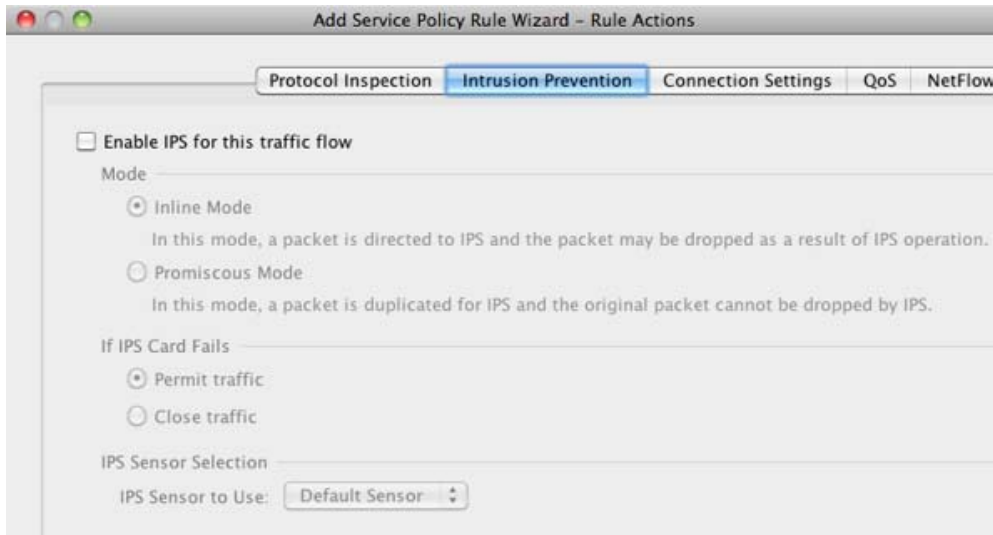 Add Service Policy Rule Wizard – Rule Actions
Protocol Inspection Intrusion Prevention Connection Settings QoS NetFlow
Enable IPS for this traffic flow
Mode
Inline Mode
In this mode, a packet is directed to IPS and the packet may be dropped as a result of IPS operation.
Promiscous Mode
In this mode, a packet is duplicated for IPS and the original packet cannot be dropped by IPS.
If IPS Card Fails
Permit traffic
Close traffic
IPS Sensor Selection
IPS Sensor to Use: Default Sensor